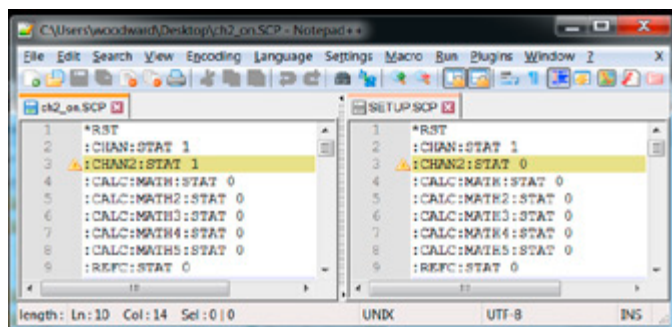 C:\Users\woodward\Desktop\ch2_on.SCP - Notepad++
File Edit Search View Encoding Language Settings Macro Run Plugins Window ? X
ch2_on.SCP
1 *RST
2 :CHAN:STAT 1
3 :CHAN2:STAT 1
4 :CALC:MATH:STAT 0
5 :CALC:MATH2:STAT 0
6 :CALC:MATH3:STAT 0
7 :CALC:MATH4:STAT 0
8 :CALC:MATH5:STAT 0
9 :REFC:STAT 0
SETUP.SCP
1 *RST
2 :CHAN:STAT 1
3 :CHAN2:STAT 0
4 :CALC:MATH:STAT 0
5 :CALC:MATH2:STAT 0
6 :CALC:MATH3:STAT 0
7 :CALC:MATH4:STAT 0
8 :CALC:MATH5:STAT 0
9 :REFC:STAT 0
length: Ln:10 Col:14 Sel:0|0 UNIX UTF-8 INS